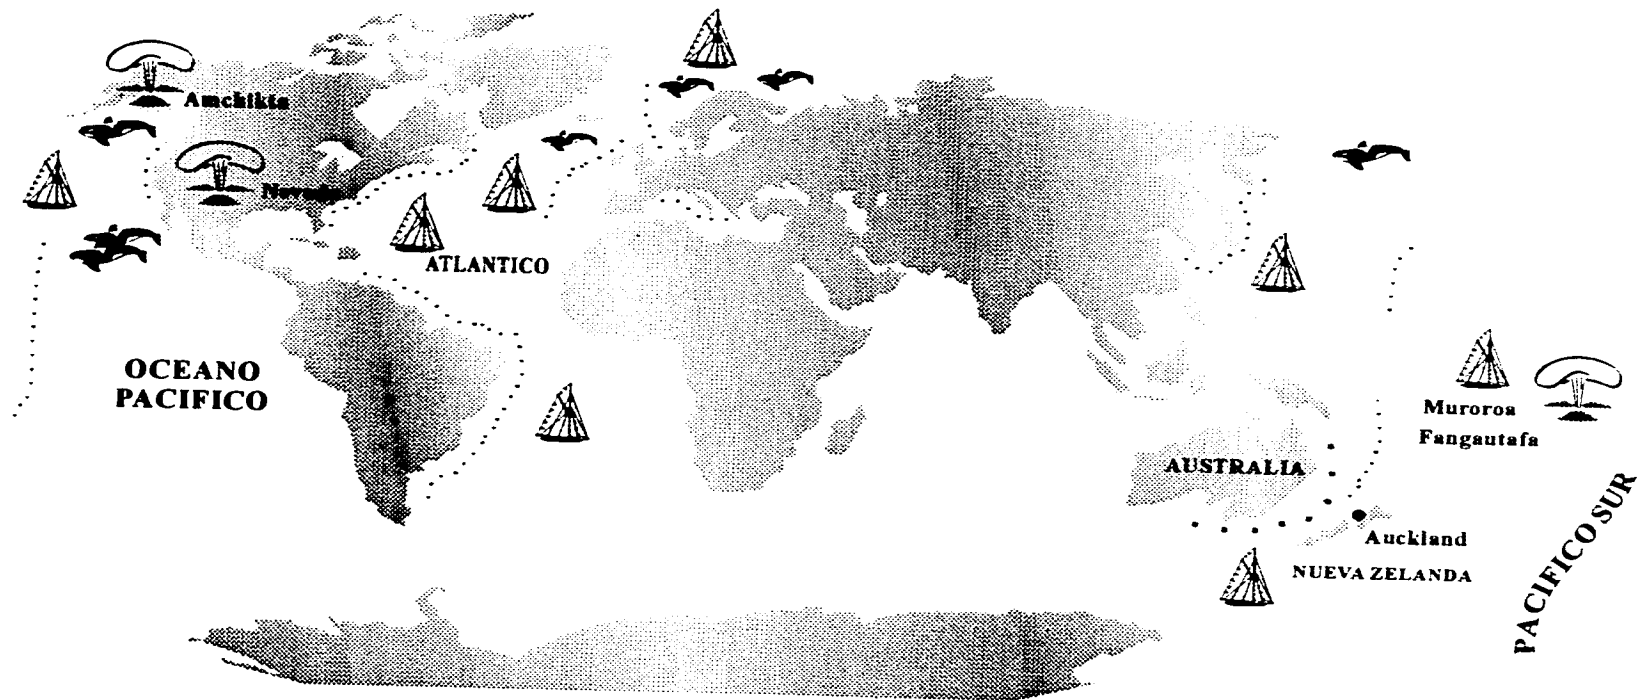 Amchikta
Nevada
ATLANTICO
OCEANO
PACIFICO
Muroroa
Fangautafa
AUSTRALIA
Auckland
NUEVA ZELANDA
PACIFICO SUR